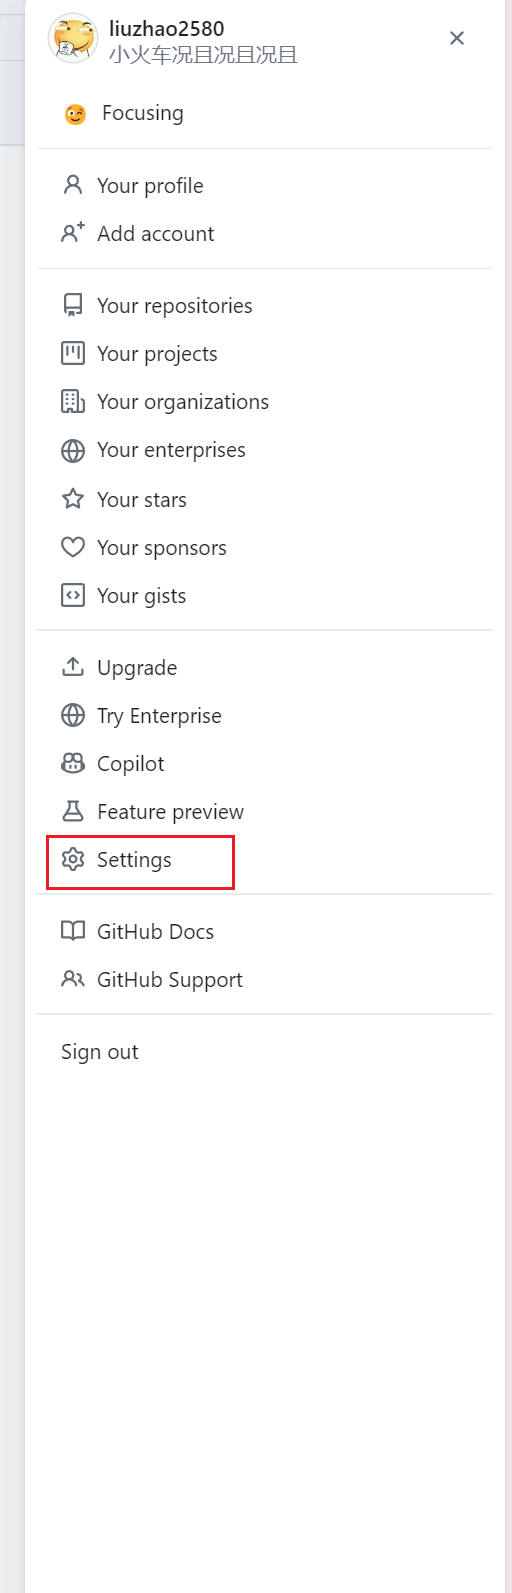 liuzhao2580
小火车况且况且况且
Focusing
Your profile
Add account
Your repositories
Your projects
Your organizations
Your enterprises
Your stars
Your sponsors
Your gists
Upgrade
Try Enterprise
Copilot
Feature preview
Settings
GitHub Docs
GitHub Support
Sign out